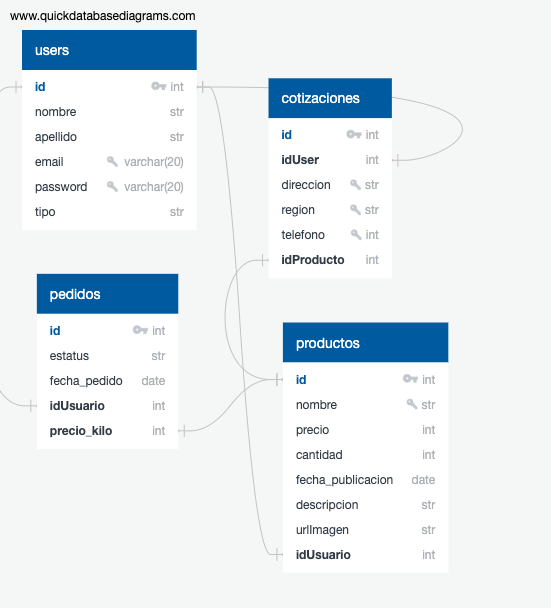 www.quickdatabasediagrams.com
users
id int
nombre str
apellido str
email varchar(20)
password varchar(20)
tipo str
cotizaciones
id int
idUser int
direccion str
region str
telefono int
idProducto int
pedidos
id int
estatus str
fecha_pedido date
idUsuario int
precio_kilo int
productos
id int
nombre str
precio int
cantidad int
fecha_publicacion date
descripcion str
urlImagen str
idUsuario int